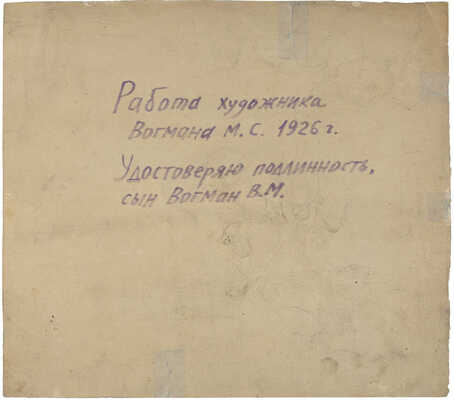 Работа художника
Вогмана М.С. 1926 г.
Удостоверяю подлинность,
сын Вогман В.М.